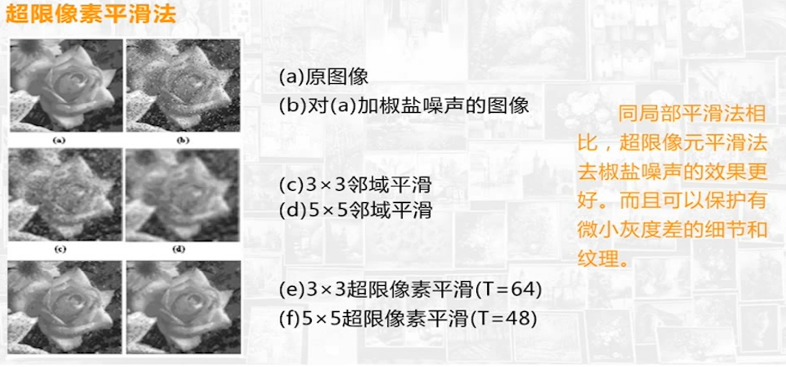 超限像素平滑法
(a)原图像
(b)对(a)加椒盐噪声的图像
(a)
(b)
(c)3×3邻域平滑
(d)5×5邻域平滑
(c)
(d)
(e)3×3超限像素平滑(T=64)
(f)5×5超限像素平滑(T=48)
同局部平滑法相
比，超限像元平滑法
去椒盐噪声的效果更
好。而且可以保护有
微小灰度差的细节和
纹理。